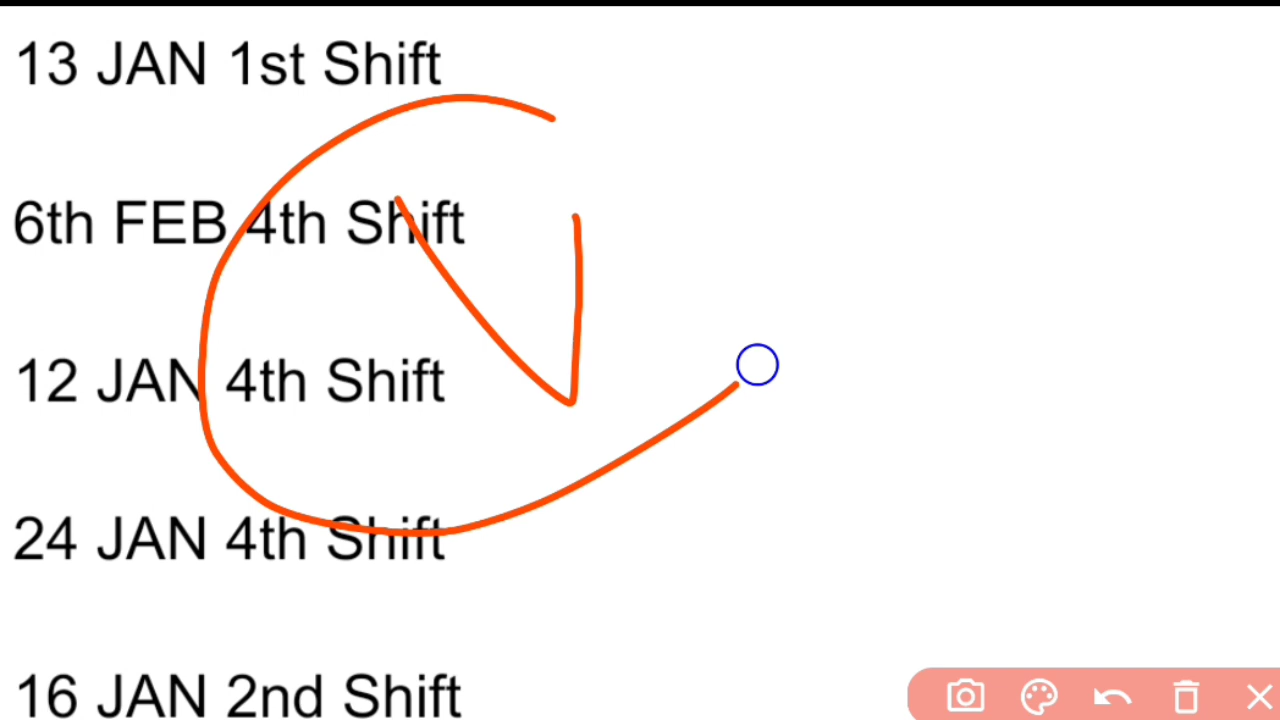 13 JAN 1st Shift
6th FEB 4th Shift
12 JAN 4th Shift
24 JAN 4th Shift
16 JAN 2nd Shift